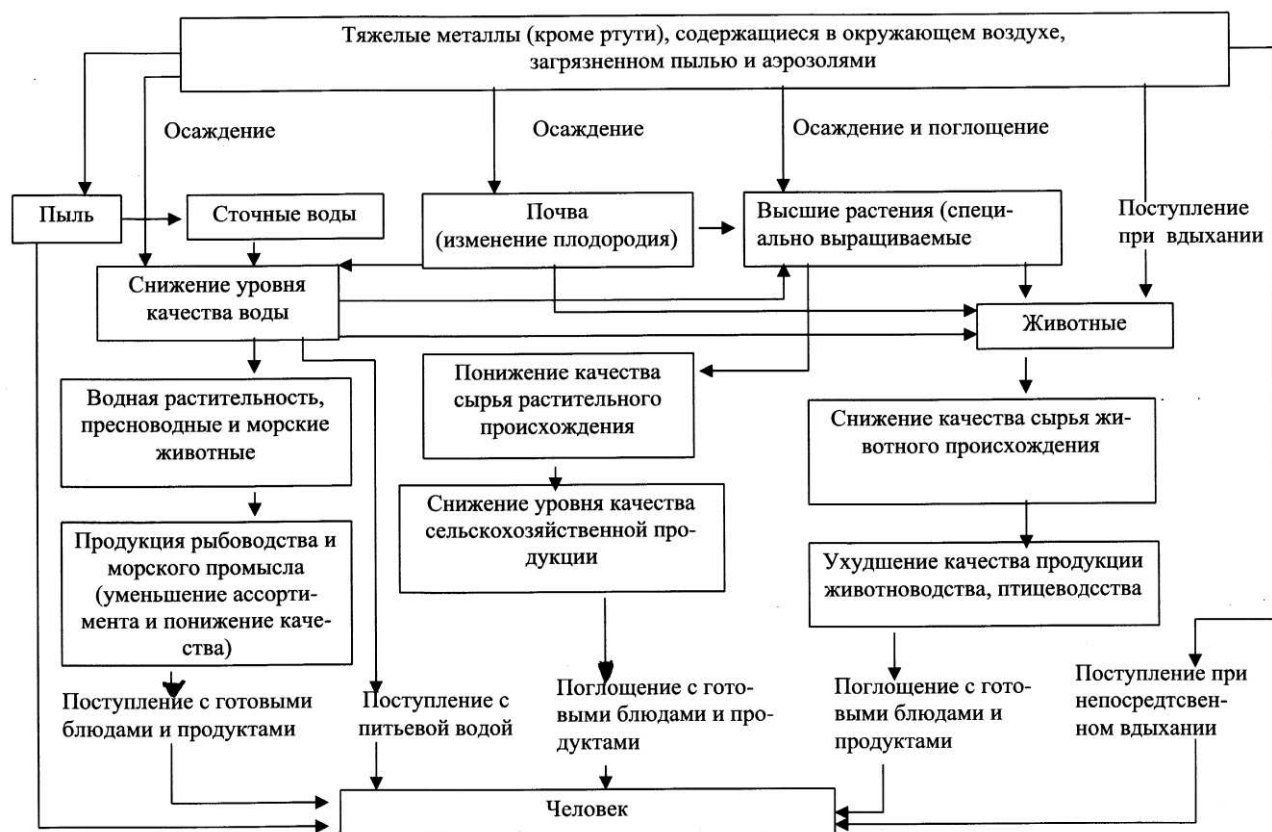 Тяжелые металлы (кроме ртути), содержащиеся в окружающем воздухе,
загрязненном пылью и аэрозолями
Осаждение
Осаждение
Осаждение и поглощение
Пыль
Сточные воды
Почва
(изменение плодородия)
Высшие растения (специ-
ально выращиваемые
Поступление
при вдыхании
Снижение уровня
качества воды
Животные
Водная растительность,
пресноводные и морские
животные
Понижение качества
сырья растительного
происхождения
Снижение качества сырья жи-
вотного происхождения
Продукция рыбоводства и
морского промысла
(уменьшение ассорти-
мента и понижение каче-
ства)
Снижение уровня качества
сельскохозяйственной про-
дукции
Ухудшение качества продукции
животноводства, птицеводсства
Поступление с готовыми
блюдами и продуктами
Поступление с
питьевой водой
Поглощение с гото-
выми блюдами и про-
дуктами
Поглощение с гото-
выми блюдами и
продуктами
Поступление при
непосредтсвен-
ном вдыхании
Человек